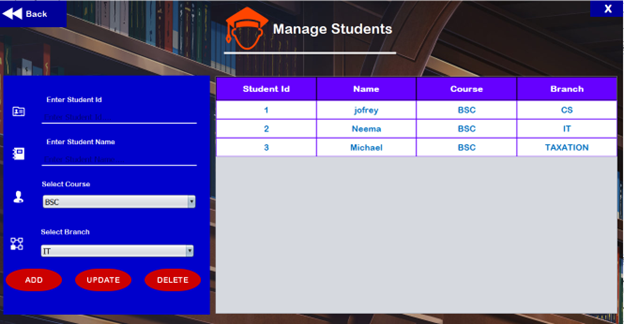 Back
X
Manage Students
Enter Student Id
Enter Student Name
Select Course
BSC
Select Branch
IT
ADD UPDATE DELETE
Student Id Name Course Branch
1 jofrey BSC CS
2 Neema BSC IT
3 Michael BSC TAXATION